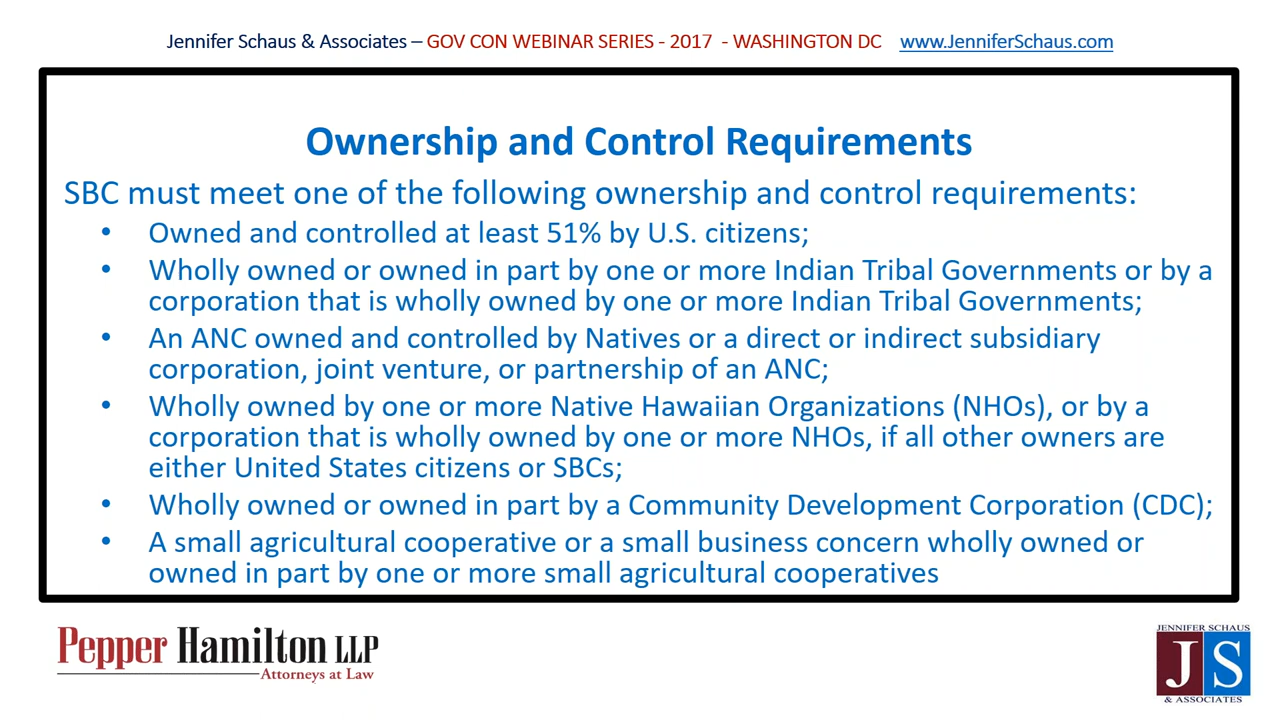 Jennifer Schaus & Associates – GOV CON WEBINAR SERIES - 2017 - WASHINGTON DC www.JenniferSchaus.com
Ownership and Control Requirements
SBC must meet one of the following ownership and control requirements:
• Owned and controlled at least 51% by U.S. citizens;
• Wholly owned or owned in part by one or more Indian Tribal Governments or by a
corporation that is wholly owned by one or more Indian Tribal Governments;
• An ANC owned and controlled by Natives or a direct or indirect subsidiary
corporation, joint venture, or partnership of an ANC;
• Wholly owned by one or more Native Hawaiian Organizations (NHOs), or by a
corporation that is wholly owned by one or more NHOs, if all other owners are
either United States citizens or SBCs;
• Wholly owned or owned in part by a Community Development Corporation (CDC);
• A small agricultural cooperative or a small business concern wholly owned or
owned in part by one or more small agricultural cooperatives
Pepper Hamilton LLP
Attorneys at Law
JENNIFER SCHAUS
JS
& ASSOCIATES